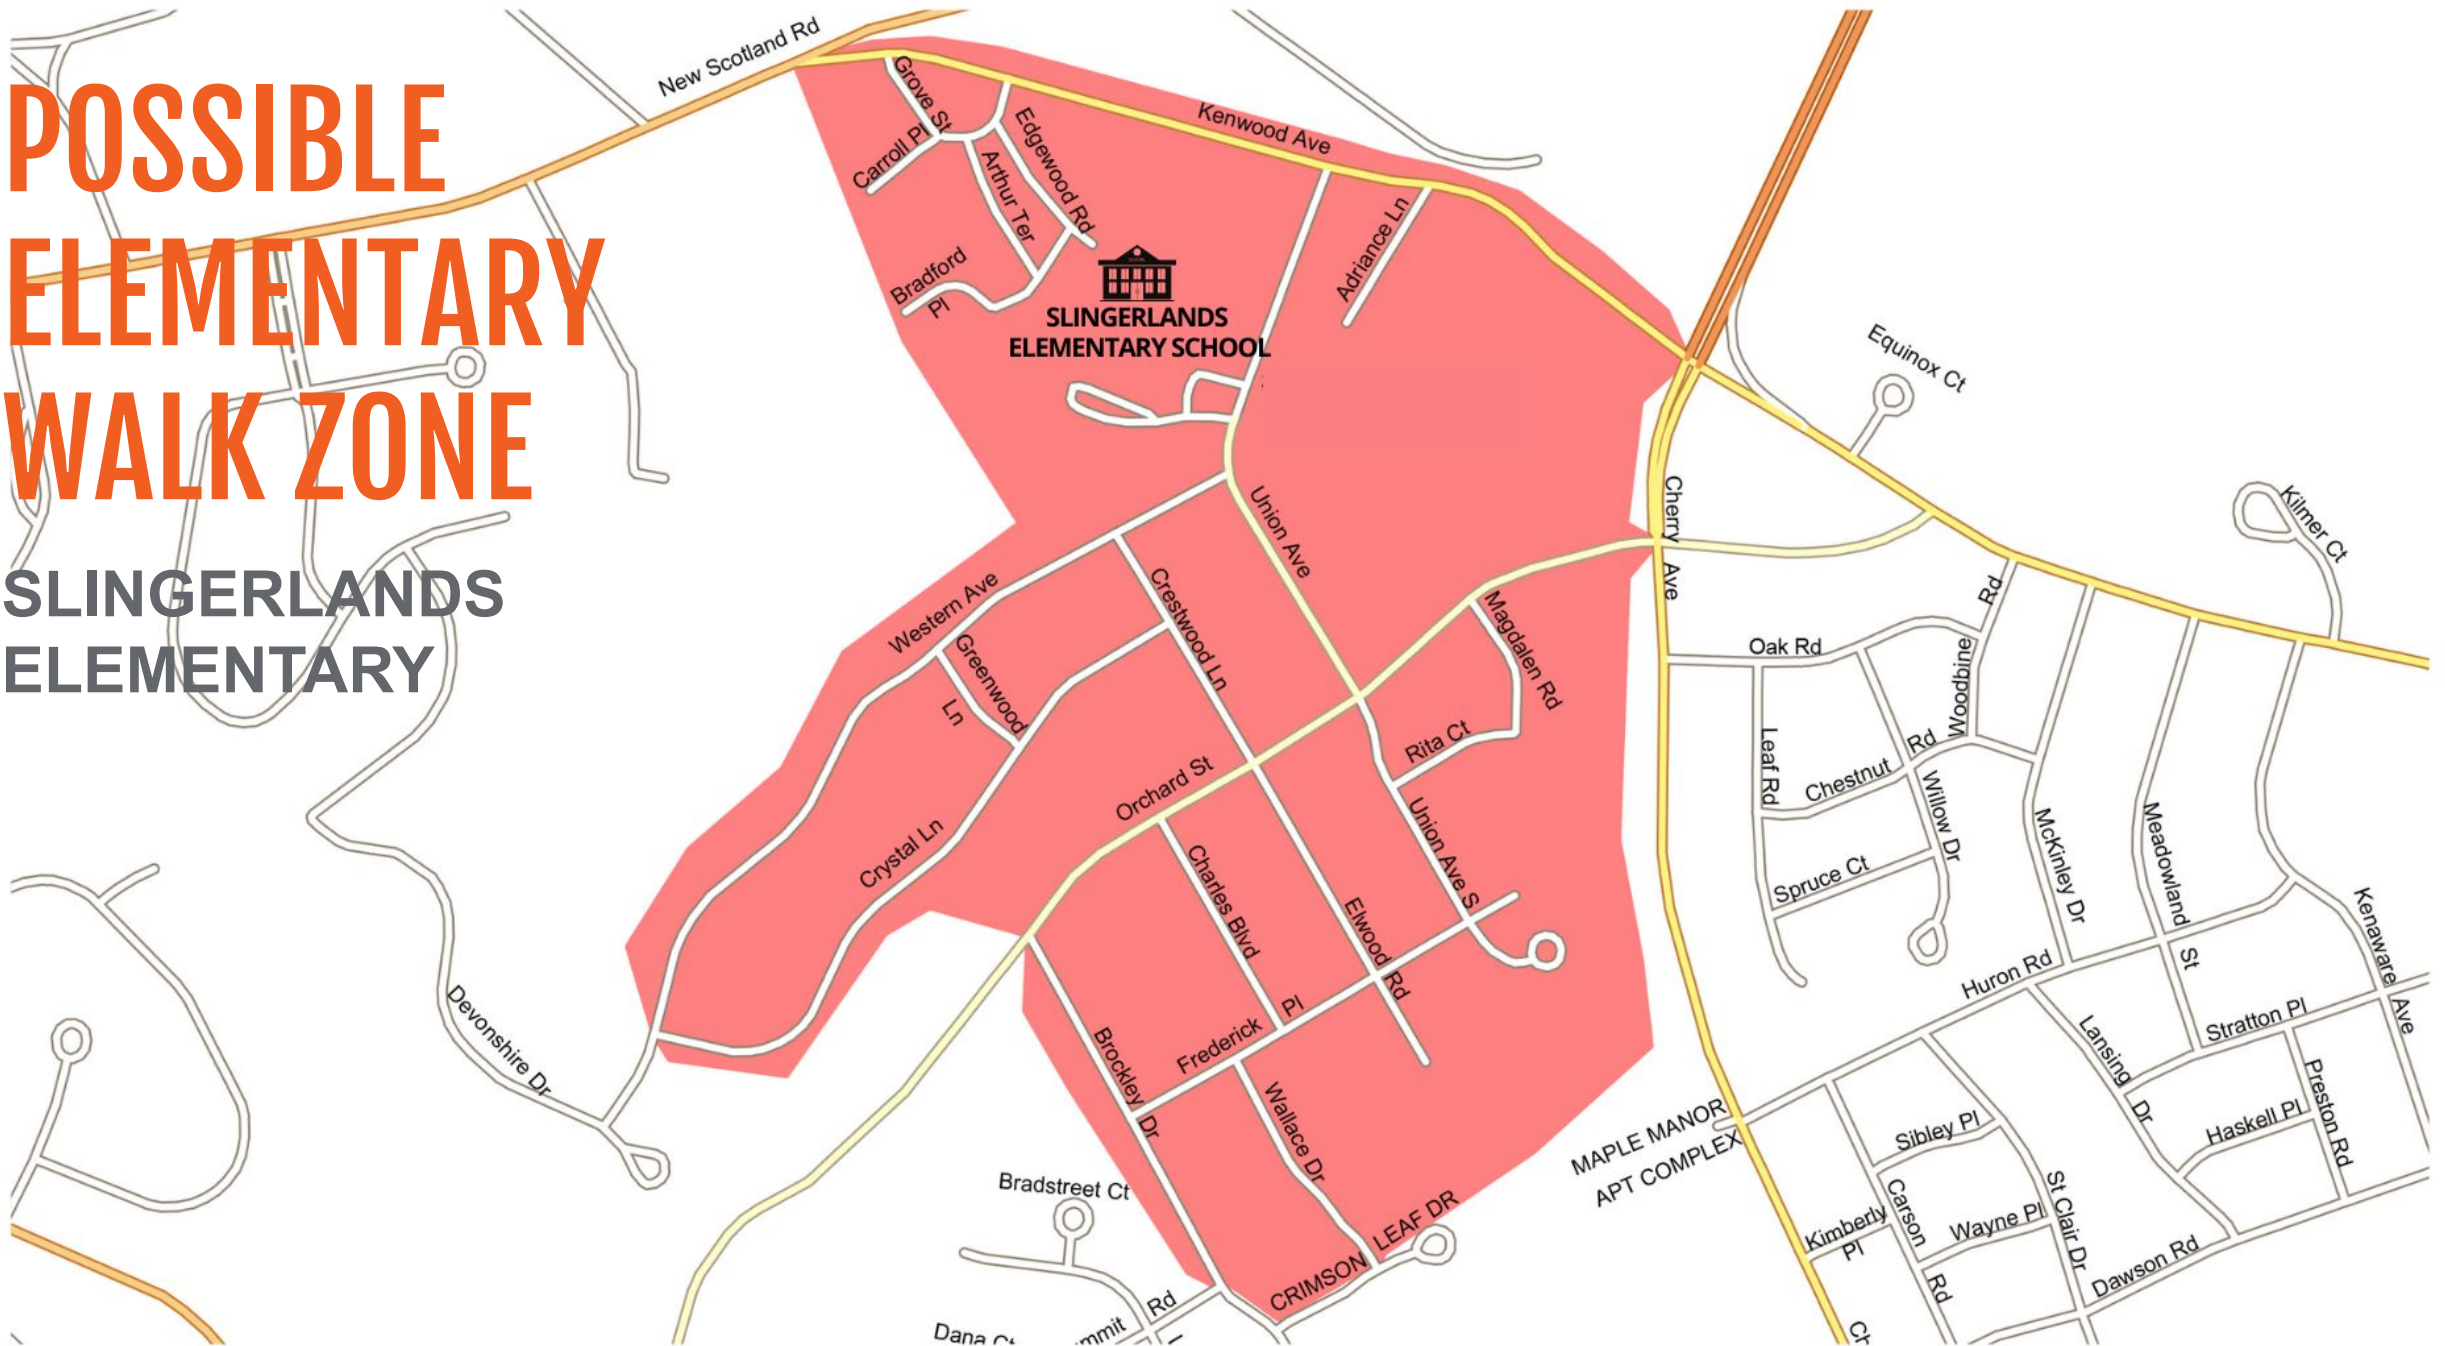 POSSIBLE
ELEMENTARY
WALK ZONE
SLINGERLANDS
ELEMENTARY
New Scotland Rd
Grove St
Carroll Pl
Arthur Ter
Edgewood Rd
Bradford
Pl
Kenwood Ave
Adriance Ln
SLINGERLANDS
ELEMENTARY SCHOOL
Equinox Ct
Kilmer Ct
Cherry
Ave
Union Ave
Western Ave
Greenwood
Ln
Crestwood Ln
Magdalen Rd
Rita Ct
Orchard St
Crystal Ln
Charles Blvd
Union Ave S
Elwood Rd
Frederick Pl
Brockley Dr
Wallace Dr
Devonshire Dr
Bradstreet Ct
CRIMSON LEAF DR
Rd
Dana
MAPLE MANOR
APT COMPLEX
Oak Rd
Woodbine Rd
Leaf Rd
Chestnut Rd
Willow Dr
Spruce Ct
McKinley Dr
Meadowland St
Kenaware Ave
Huron Rd
Lansing Dr
Stratton Pl
Preston Rd
Haskell Pl
Sibley Pl
St Clair Dr
Carson Rd
Wayne Pl
Kimberly
Pl
Dawson Rd